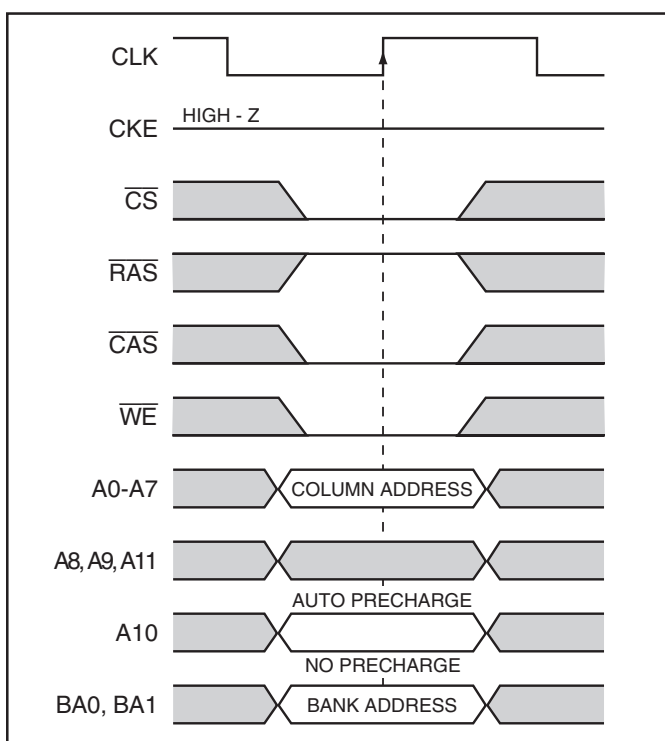 CLK
HIGH - Z
CKE
CS
RAS
CAS
WE
A0-A7 COLUMN ADDRESS
A8, A9, A11
AUTO PRECHARGE
A10
NO PRECHARGE
BA0, BA1 BANK ADDRESS